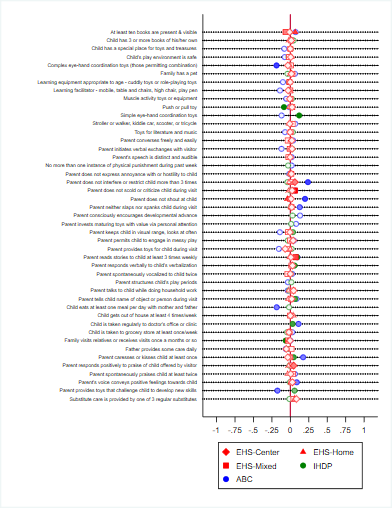 At least ten books are present & visible
Child has 3 or more books of his/her own
Child has a special place for toys and treasures
Child's play environment is safe
Complex eye-hand coordination toys (those permitting combination)
Family has a pet
Learning equipment appropriate to age - cuddly toys or role-playing toys
Learning facilitator - mobile, table and chairs, high chair, play pen
Muscle activity toys or equipment
Push or pull toy
Simple eye-hand coordination toys
Stroller or walker, kiddie car, scooter, or tricycle
Toys for literature and music
Parent converses freely and easily
Parent initiates verbal exchanges with visitor
Parent's speech is distinct and audible
No more than one instance of physical punishment during past week
Parent does not express annoyance with or hostility to child
Parent does not interfere or restrict child more than 3 times
Parent does not scold or criticize child during visit
Parent does not shout at child
Parent neither slaps nor spanks child during visit
Parent consciously encourages developmental advance
Parent invests maturing toys with value via personal attention
Parent keeps child in visual range, looks at often
Parent permits child to engage in messy play
Parent provides toys for child during visit
Parent reads stories to child at least 3 times weekly
Parent responds verbally to child's verbalization
Parent spontaneously vocalized to child twice
Parent structures child's play periods
Parent talks to child while doing household work
Parent tells child name of object or person during visit
Child eats at least one meal per day with mother and father
Child gets out of house at least 4 times/week
Child is taken regularly to doctor's office or clinic
Child is taken to grocery store at least once/week
Family visits relatives or receives visits once a months or so
Father provides some care daily
Parent caresses or kisses child at least once
Parent responds positively to praise of child offered by visitor
Parent spontaneously praises child at least twice
Parent's voice conveys positive feelings towards child
Parent provides toys that challenge child to develop new skills
Substitute care is provided by one of 3 regular substitutes
-1 -.75 -.5 -.25 0 .25 .5 .75 1
EHS-Center EHS-Home
EHS-Mixed IHDP
ABC